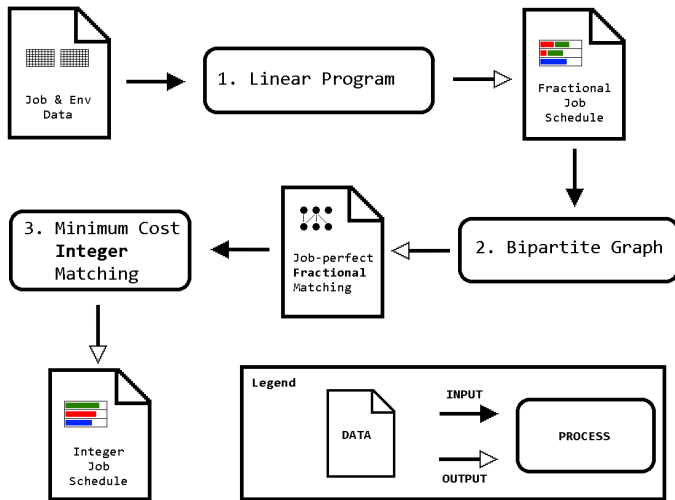 Job & Env
Data
1. Linear Program
Fractional
Job
Schedule
3. Minimum Cost
Integer
Matching
Job-perfect
Fractional
Matching
2. Bipartite Graph
Integer
Job
Schedule
Legend
DATA
INPUT
OUTPUT
PROCESS